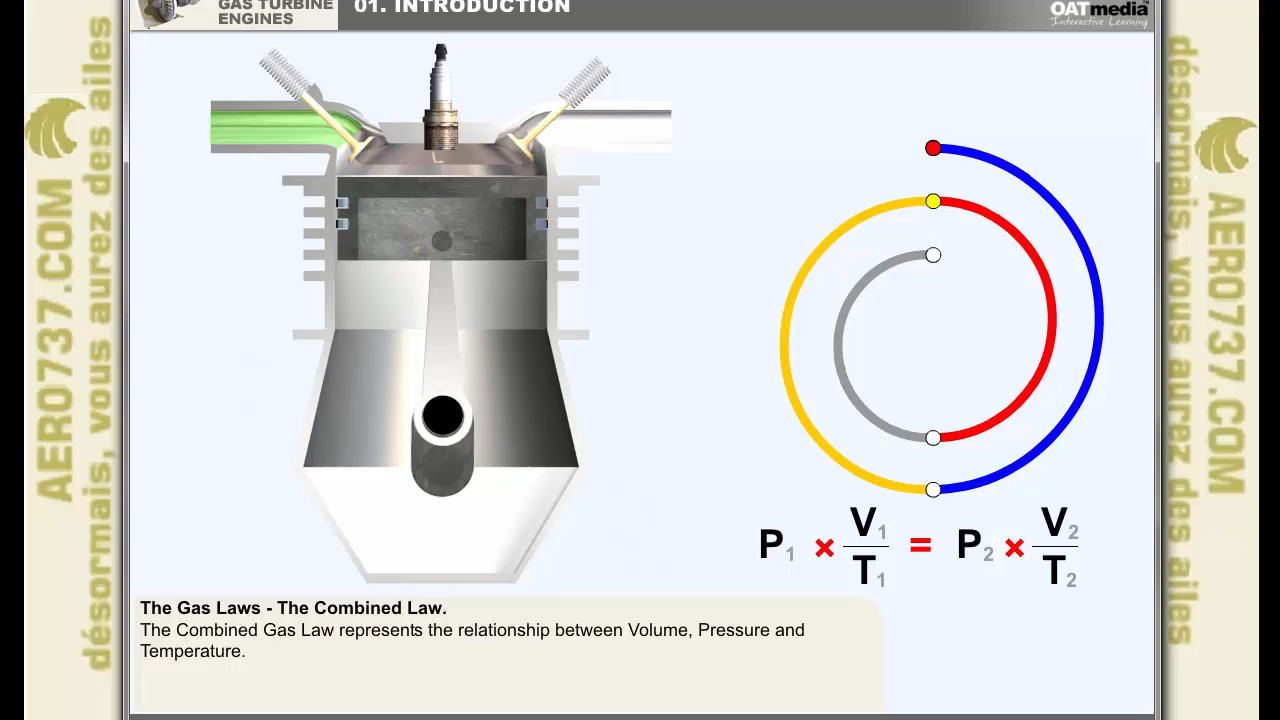 GAS TURBINE
ENGINES
01. INTRODUCTION
OATmedia
Interactive Learning
AERO737.COM
désormais, vous aurez des ailes
désormais, vous aurez des ailes
AERO737.COM
P1 × V1/T1 = P2 × V2/T2
The Gas Laws - The Combined Law.
The Combined Gas Law represents the relationship between Volume, Pressure and
Temperature.